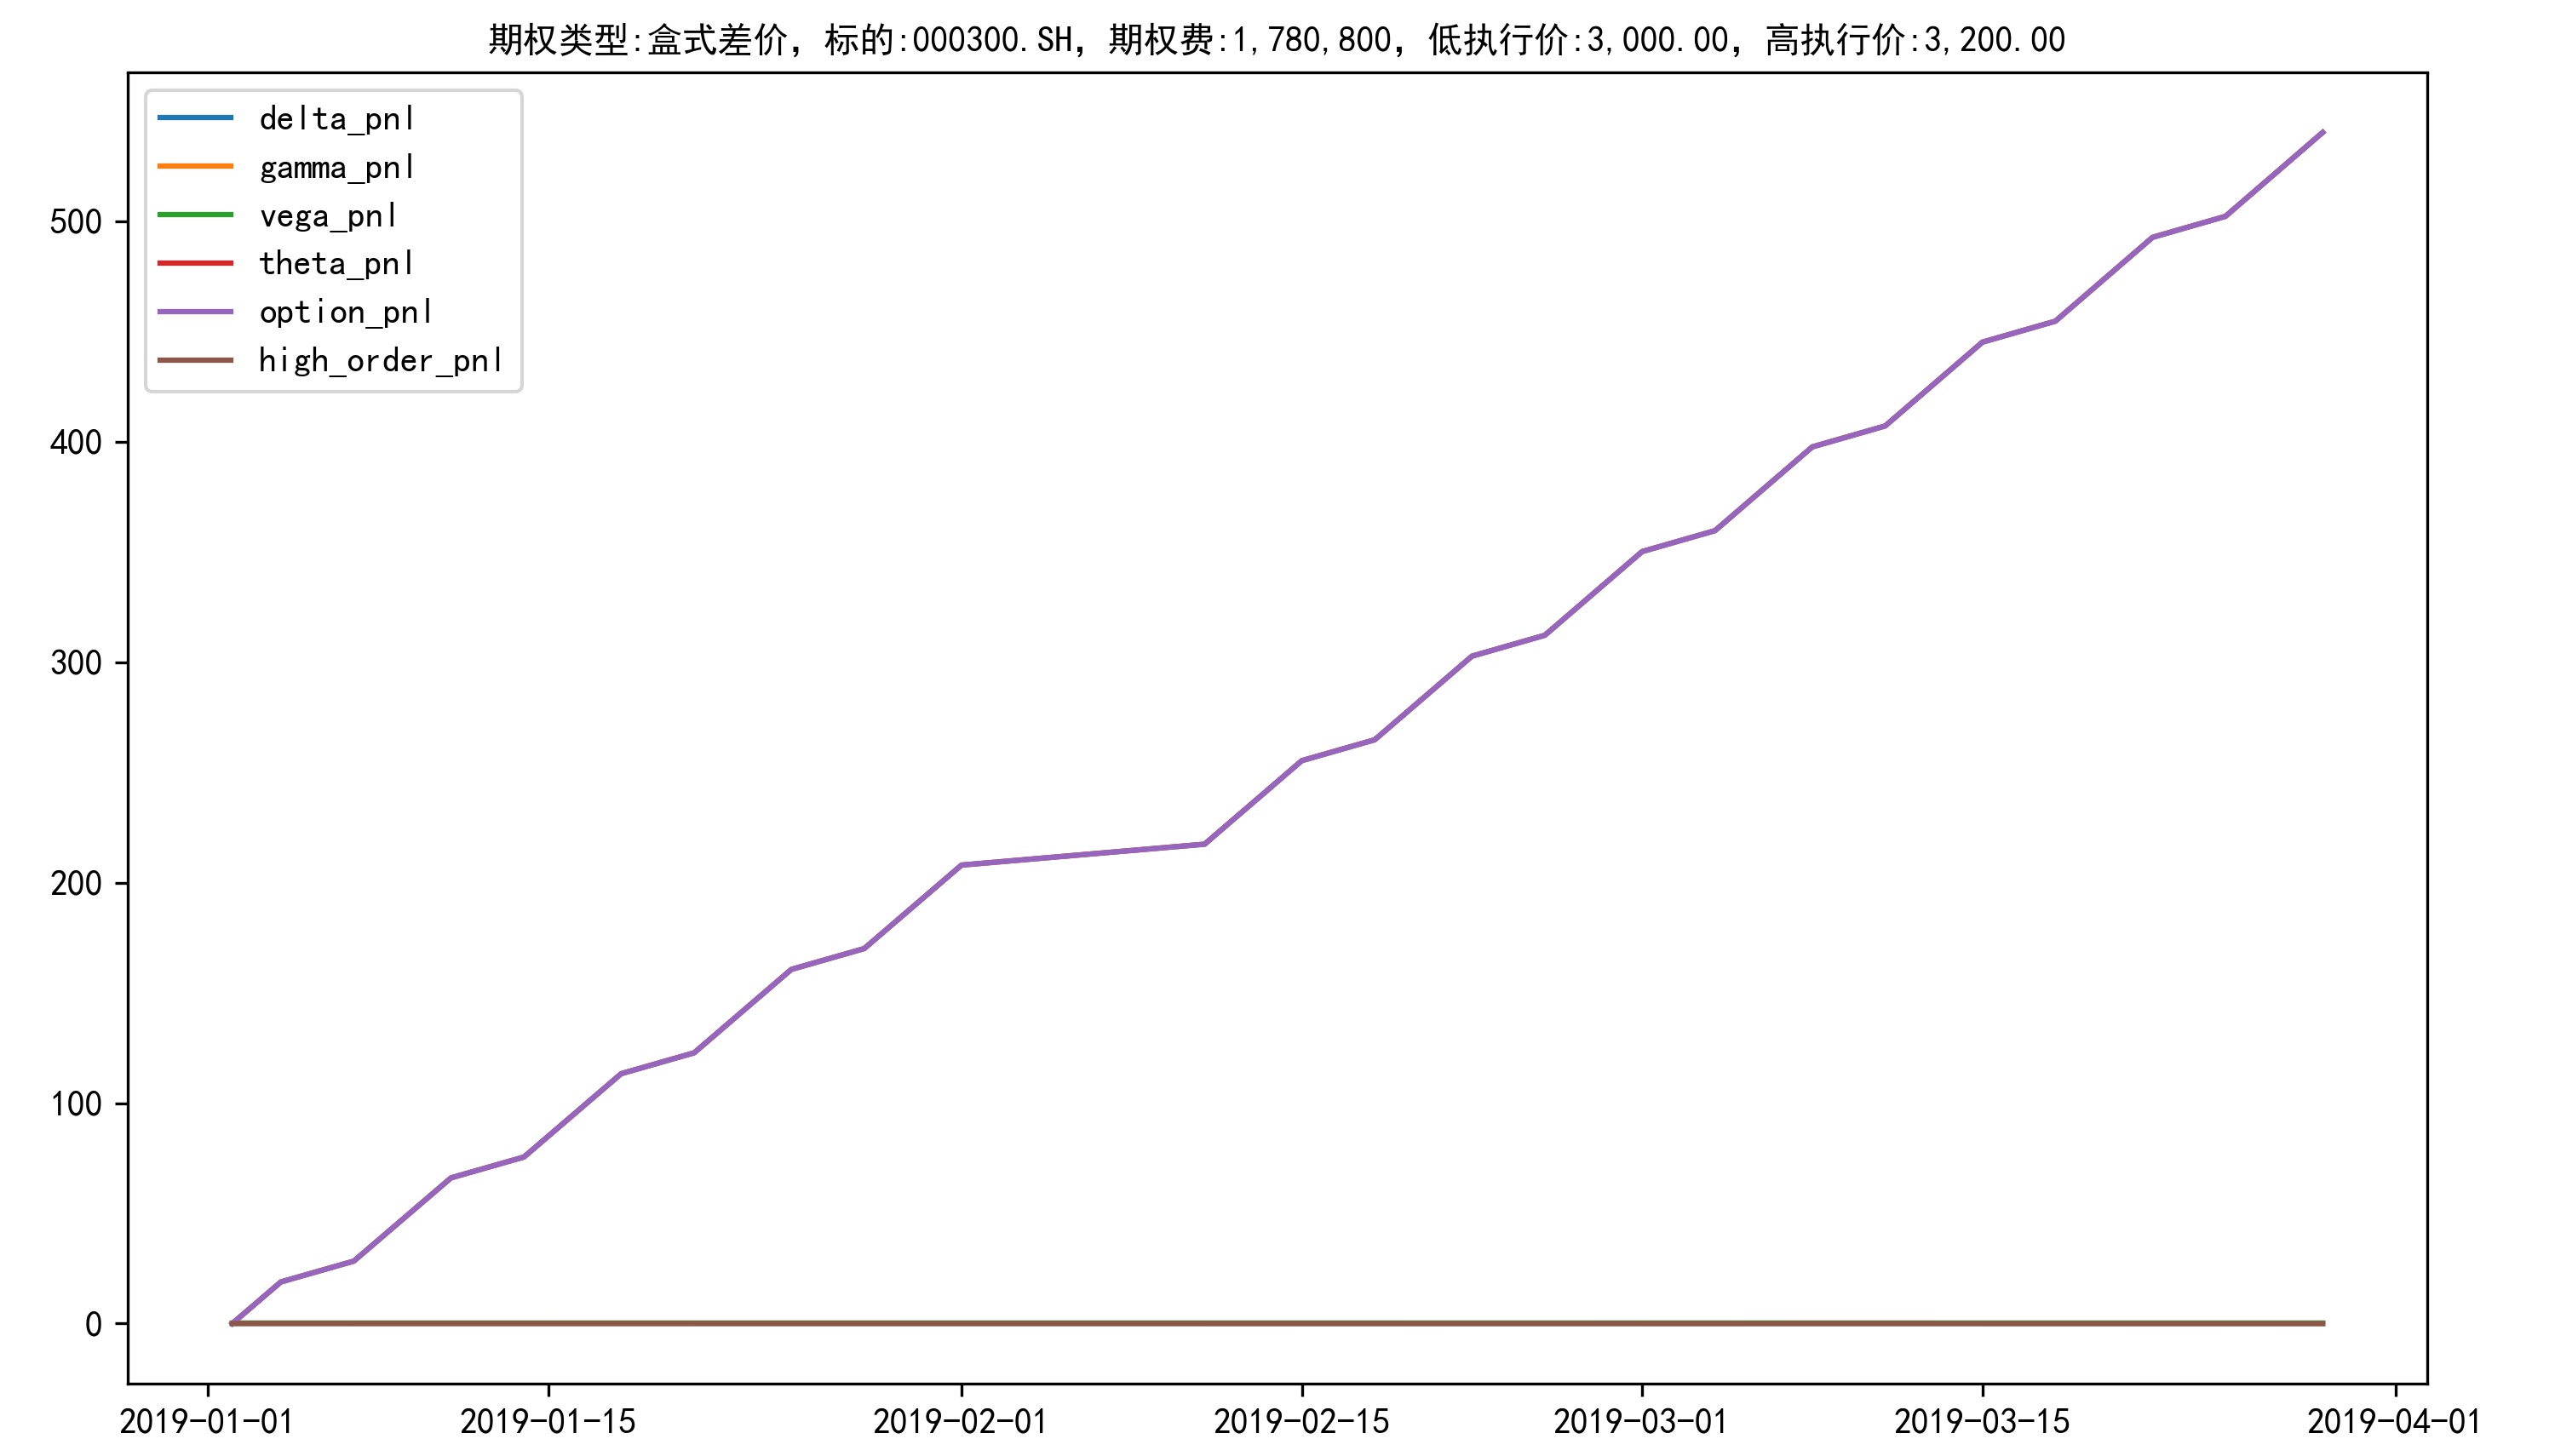 期权类型:盒式差价，标的:000300.SH，期权费:1,780,800，低执行价:3,000.00，高执行价:3,200.00
delta_pnl
gamma_pnl
vega_pnl
theta_pnl
option_pnl
high_order_pnl
500
400
300
200
100
0
2019-01-01
2019-01-15
2019-02-01
2019-02-15
2019-03-01
2019-03-15
2019-04-01